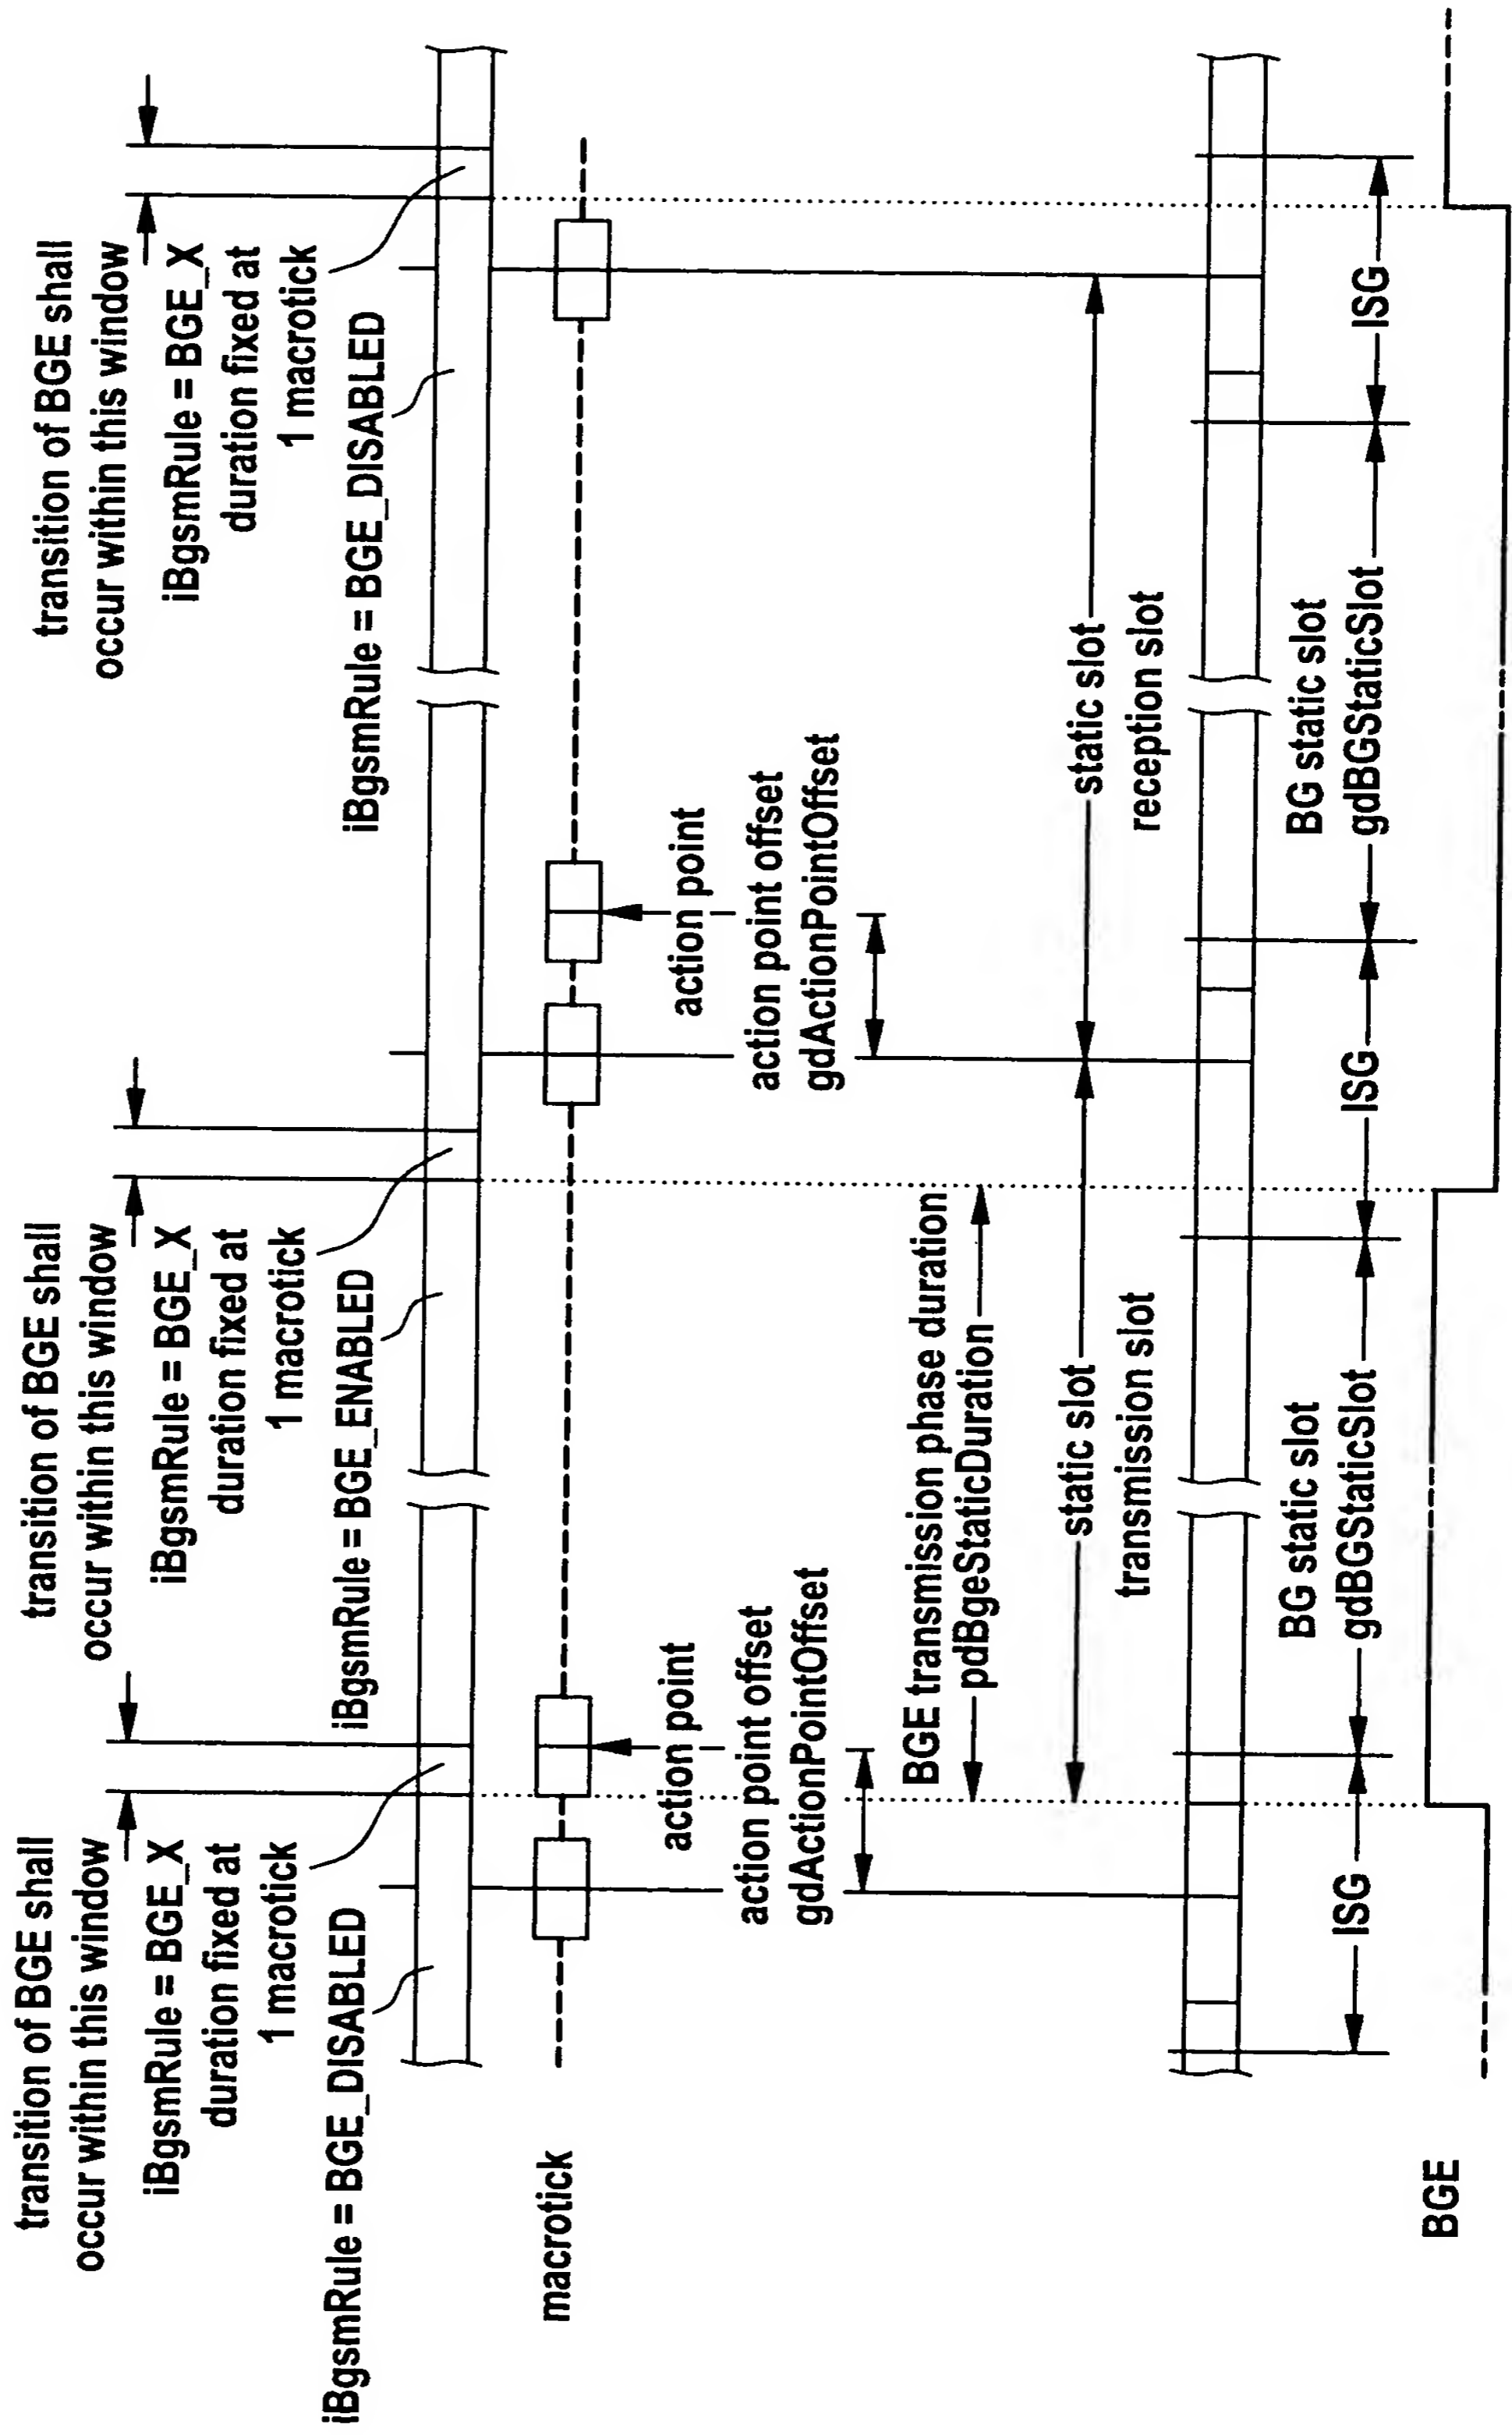 transition of BGE shall
occur within this window
iBgsmRule = BGE_X
duration fixed at
1 macrotick
iBgsmRule = BGE_DISABLED
transition of BGE shall
occur within this window
iBgsmRule = BGE_X
duration fixed at
1 macrotick
iBgsmRule = BGE_ENABLED
transition of BGE shall
occur within this window
iBgsmRule = BGE_X
duration fixed at
1 macrotick
iBgsmRule = BGE_DISABLED
macrotick
action point
action point offset
gdActionPointOffset
action point
action point offset
gdActionPointOffset
BGE transmission phase duration
pdBgeStaticDuration
static slot
transmission slot
static slot
reception slot
ISG
BG static slot
gdBGStaticSlot
ISG
BG static slot
gdBGStaticSlot
ISG
BGE